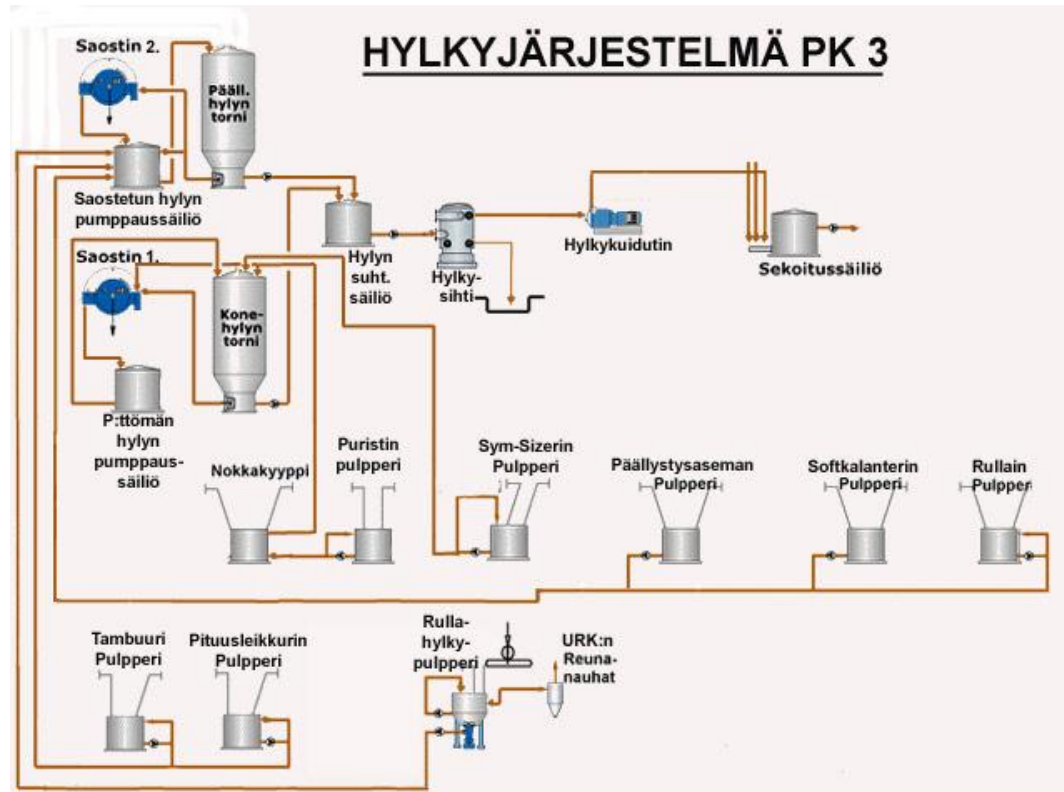 HYLKYJÄRJESTELMÄ PK 3
Saostin 2.
Pääll.
hylyn
torni
Saostetun hylyn
pumppaussäiliö
Saostin 1.
Kone-
hylyn
torni
Hylyn
suht.
säiliö
Hylky-
sihti
Hylkykuidutin
Sekoitussäiliö
P:ttömän
hylyn
pumppaus-
säiliö
Nokkakyyppi
Puristin
pulpperi
Sym-Sizerin
Pulpperi
Päällystysaseman
Pulpperi
Softkalanterin
Pulpperi
Rullain
Pulpper
Tambuuri
Pulpperi
Pituusleikkurin
Pulpperi
Rulla-
hylky-
pulpperi
URK:n
Reuna-
nauhat